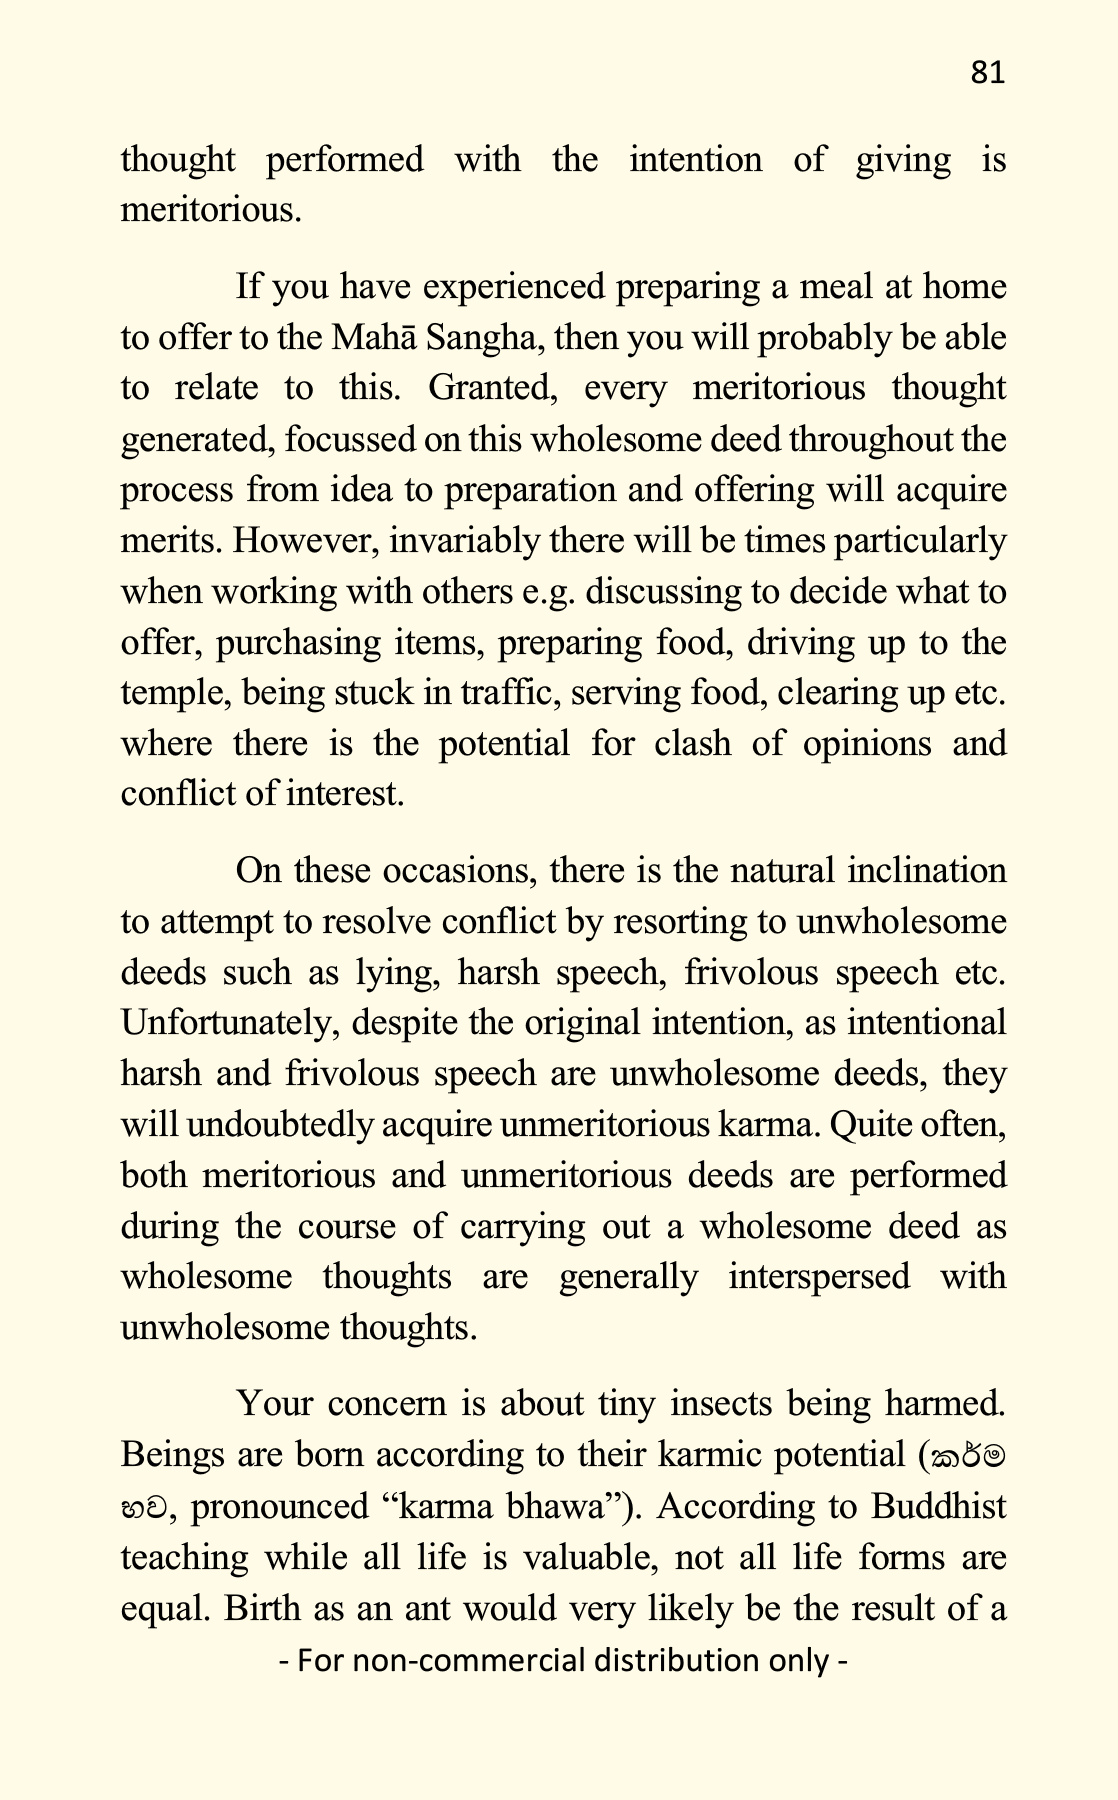 81
thought performed with the intention of giving is
meritorious.
If you have experienced preparing a meal at home
to offer to the Mahā Sangha, then you will probably be able
to relate to this. Granted, every meritorious thought
generated, focussed on this wholesome deed throughout the
process from idea to preparation and offering will acquire
merits. However, invariably there will be times particularly
when working with others e.g. discussing to decide what to
offer, purchasing items, preparing food, driving up to the
temple, being stuck in traffic, serving food, clearing up etc.
where there is the potential for clash of opinions and
conflict of interest.
On these occasions, there is the natural inclination
to attempt to resolve conflict by resorting to unwholesome
deeds such as lying, harsh speech, frivolous speech etc.
Unfortunately, despite the original intention, as intentional
harsh and frivolous speech are unwholesome deeds, they
will undoubtedly acquire unmeritorious karma. Quite often,
both meritorious and unmeritorious deeds are performed
during the course of carrying out a wholesome deed as
wholesome thoughts are generally interspersed with
unwholesome thoughts.
Your concern is about tiny insects being harmed.
Beings are born according to their karmic potential (කර්ම
භව, pronounced “karma bhawa”). According to Buddhist
teaching while all life is valuable, not all life forms are
equal. Birth as an ant would very likely be the result of a
- For non-commercial distribution only -